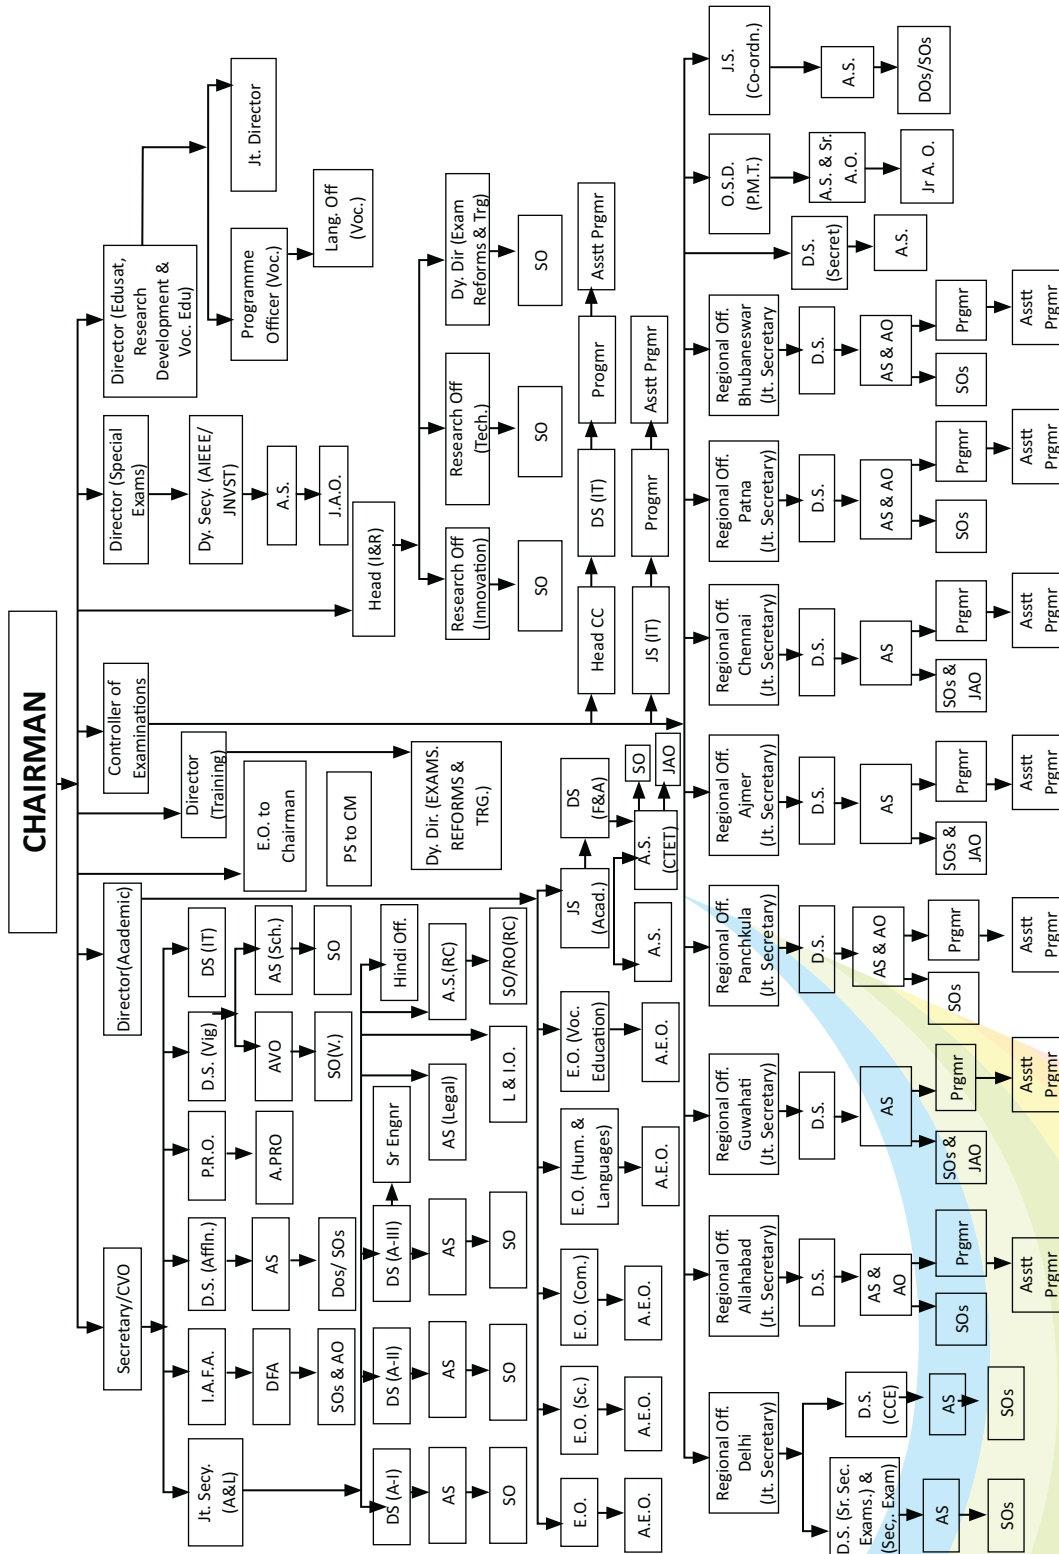 CHAIRMAN
Secretary/CVO
Director(Academic)
E.O. to
Chairman
PS to CM
Director
(Training)
Dy. Dir. (EXAMS.
REFORMS &
TRG.)
Controller of
Examinations
Director (Special
Exams)
Director (Edusat,
Research
Development &
Voc. Edu)
Dy. Secy. (AIEEE/
JNVST)
A.S.
J.A.O.
Programme
Officer (Voc.)
Jt. Director
Lang. Off
(Voc.)
Head (I&R)
Research Off
(Innovation)
Research Off
(Tech.)
Dy. Dir (Exam
Reforms & Trg)
SO
SO
SO
Jt. Secy.
(A&L)
I.A.F.A.
D.S. (Affln.)
P.R.O.
D.S. (Vig)
DS (IT)
DFA
AS
A.PRO
AVO
AS (Sch.)
SOs & AO
Dos/ SOs
SO(V.)
SO
DS (A-I)
DS (A-II)
DS (A-III)
Sr Engnr
Hindi Off.
AS
AS
AS
AS (Legal)
A.S.(RC)
SO
SO
SO
L & I.O.
SO/RO(RC)
Head CC
DS (IT)
Progmr
Asstt Prgmr
JS (IT)
Progmr
Asstt Prgmr
E.O.
E.O. (Sc.)
E.O. (Com.)
E.O. (Hum. &
Languages)
E.O. (Voc.
Education)
JS
(Acad.)
DS
(F&A)
A.E.O.
A.E.O.
A.E.O.
A.E.O.
A.E.O.
A.S.
A.S.
(CTET)
SO
JAO
Regional Off.
Delhi
(Jt. Secretary)
Regional Off.
Allahabad
(Jt. Secretary)
Regional Off.
Guwahati
(Jt. Secretary)
Regional Off.
Panchkula
(Jt. Secretary)
Regional Off.
Ajmer
(Jt. Secretary)
Regional Off.
Chennai
(Jt. Secretary)
Regional Off.
Patna
(Jt. Secretary)
Regional Off.
Bhubaneswar
(Jt. Secretary)
D.S.
(Secret)
O.S.D.
(P.M.T.)
J.S.
(Co-ordn.)
D.S. (Sr. Sec.
Exams.) &
(Sec,. Exam)
D.S.
(CCE)
D.S.
D.S.
D.S.
D.S.
D.S.
D.S.
D.S.
A.S.
A.S. & Sr.
A.O.
A.S.
AS
AS
AS &
AO
AS
AS & AO
AS
AS
AS & AO
AS & AO
Jr A. O.
DOs/SOs
SOs
SOs
SOs
Prgmr
SOs &
JAO
Prgmr
SOs
Prgmr
SOs &
JAO
Prgmr
SOs &
JAO
Prgmr
SOs
Prgmr
SOs
Prgmr
Asstt
Prgmr
Asstt
Prgmr
Asstt
Prgmr
Asstt
Prgmr
Asstt
Prgmr
Asstt
Prgmr
Asstt
Prgmr